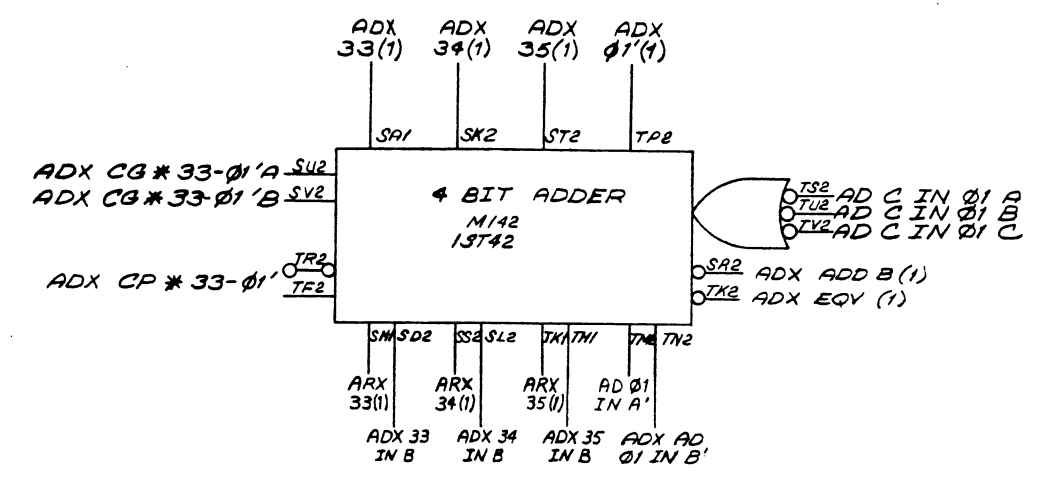 ADX ADX ADX ADX
33(1) 34(1) 35(1) Ø1'(1)
SA1 SK2 ST2 TP2
ADX CG * 33-Ø1'A SU2
ADX CG * 33-Ø1'B SV2
4 BIT ADDER
M142
1ST42
TS2 AD C IN Ø1 A
TU2 AD C IN Ø1 B
TV2 AD C IN Ø1 C
TR2
ADX CP * 33-Ø1'
TF2
SR2 ADX ADD B(1)
TK2 ADX EQV (1)
SM1 SD2 SS2 SL2 TK1 TH1 TN2
ARX ARX ARX AD Ø1
33(1) 34(1) 35(1) IN A'
ADX 33 ADX 34 ADX 35 ADX AD
IN B IN B IN B Ø1 IN B'